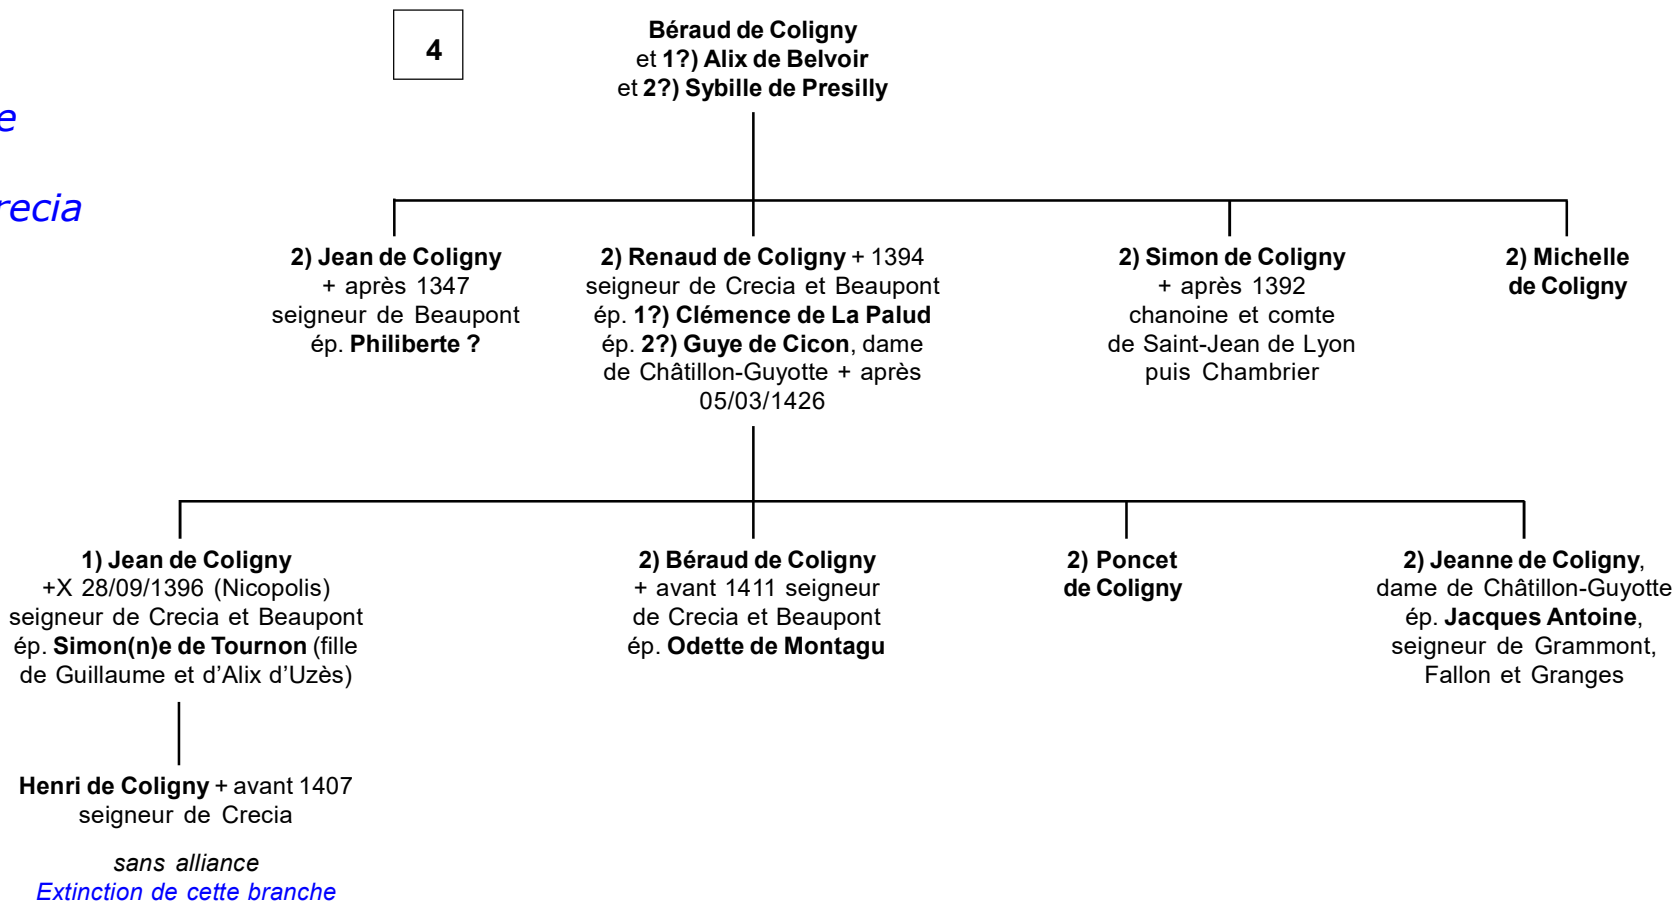 4
Béraud de Coligny
et 1?) Alix de Belvoir
et 2?) Sybille de Presilly
e
recia
2) Jean de Coligny
+ après 1347
seigneur de Beaupont
ép. Philiberte ?
2) Renaud de Coligny + 1394
seigneur de Crecia et Beaupont
ép. 1?) Clémence de La Palud
ép. 2?) Guye de Cicon, dame
de Châtillon-Guyotte + après
05/03/1426
2) Simon de Coligny
+ après 1392
chanoine et comte
de Saint-Jean de Lyon
puis Chambrier
2) Michelle
de Coligny
1) Jean de Coligny
+X 28/09/1396 (Nicopolis)
seigneur de Crecia et Beaupont
ép. Simon(n)e de Tournon (fille
de Guillaume et d'Alix d'Uzès)
2) Béraud de Coligny
+ avant 1411 seigneur
de Crecia et Beaupont
ép. Odette de Montagu
2) Poncet
de Coligny
2) Jeanne de Coligny,
dame de Châtillon-Guyotte
ép. Jacques Antoine,
seigneur de Grammont,
Fallon et Granges
Henri de Coligny + avant 1407
seigneur de Crecia
sans alliance
Extinction de cette branche